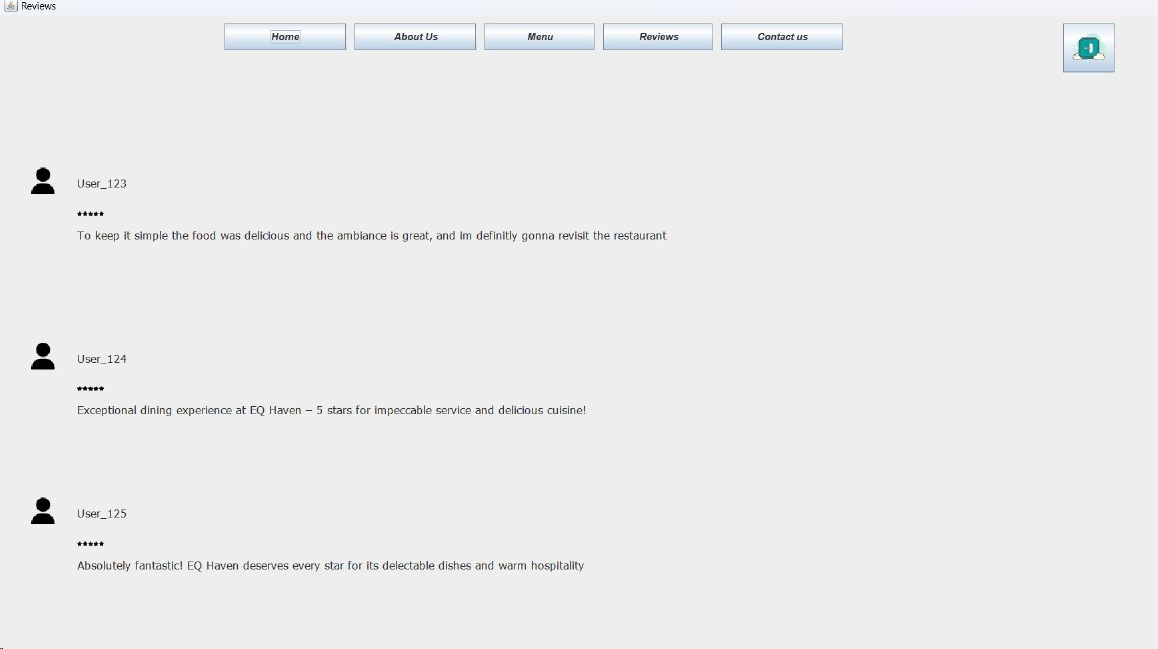 Reviews
Home
About Us
Menu
Reviews
Contact us
User_123
*****
To keep it simple the food was delicious and the ambiance is great, and im definitly gonna revisit the restaurant
User_124
*****
Exceptional dining experience at EQ Haven – 5 stars for impeccable service and delicious cuisine!
User_125
*****
Absolutely fantastic! EQ Haven deserves every star for its delectable dishes and warm hospitality